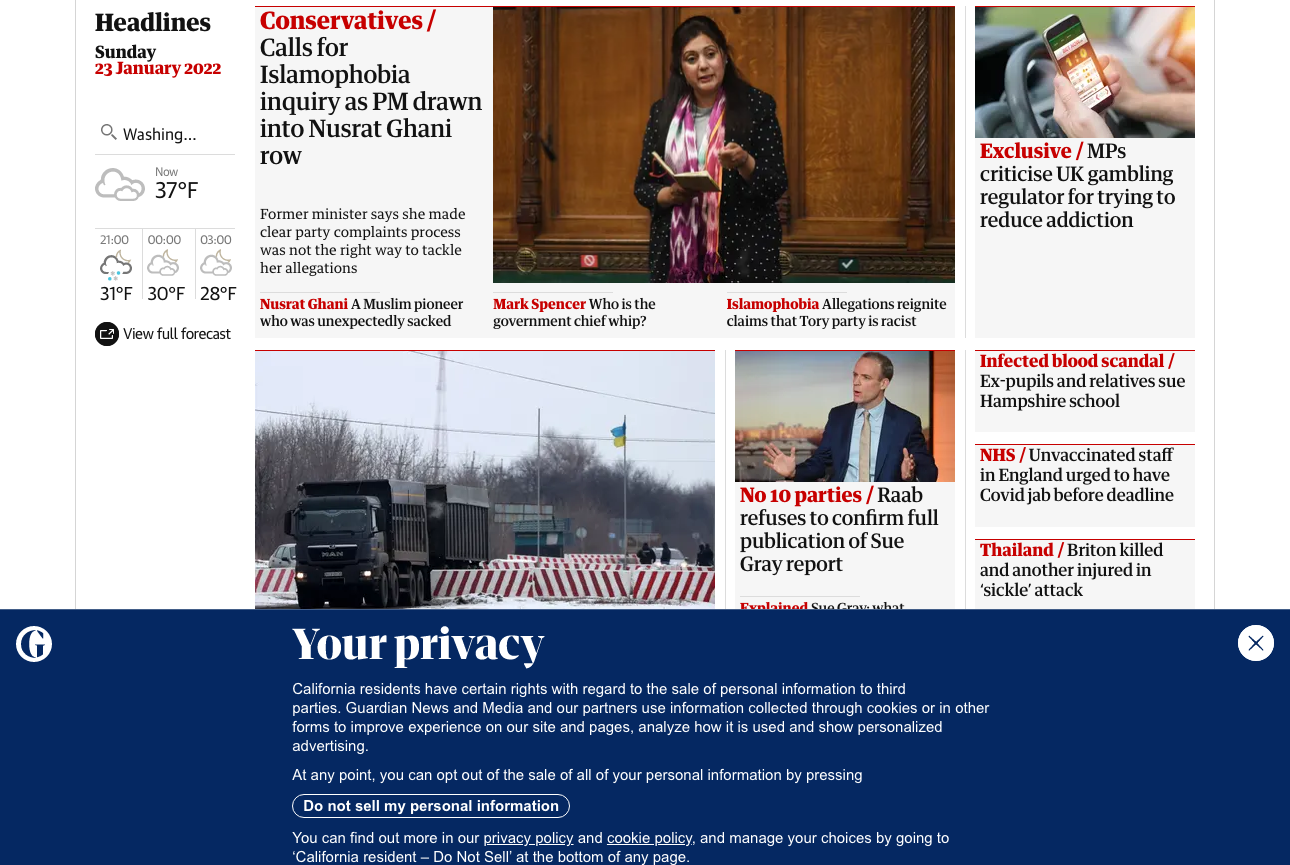 Headlines
Sunday
23 January 2022
Washing...
Now
37°F
21:00
00:00
03:00
31°F
30°F
28°F
View full forecast
Conservatives /
Calls for
Islamophobia
inquiry as PM drawn
into Nusrat Ghani
row
Former minister says she made
clear party complaints process
was not the right way to tackle
her allegations
Nusrat Ghani A Muslim pioneer
who was unexpectedly sacked
Mark Spencer Who is the
government chief whip?
Islamophobia Allegations reignite
claims that Tory party is racist
Exclusive / MPs
criticise UK gambling
regulator for trying to
reduce addiction
MAN
No 10 parties / Raab
refuses to confirm full
publication of Sue
Gray report
Explained Sue Gray: what
Infected blood scandal /
Ex-pupils and relatives sue
Hampshire school
NHS / Unvaccinated staff
in England urged to have
Covid jab before deadline
Thailand / Briton killed
and another injured in
‘sickle’ attack
G
Your privacy
California residents have certain rights with regard to the sale of personal information to third
parties. Guardian News and Media and our partners use information collected through cookies or in other
forms to improve experience on our site and pages, analyze how it is used and show personalized
advertising.
At any point, you can opt out of the sale of all of your personal information by pressing
Do not sell my personal information
You can find out more in our privacy policy and cookie policy, and manage your choices by going to
‘California resident – Do Not Sell’ at the bottom of any page.